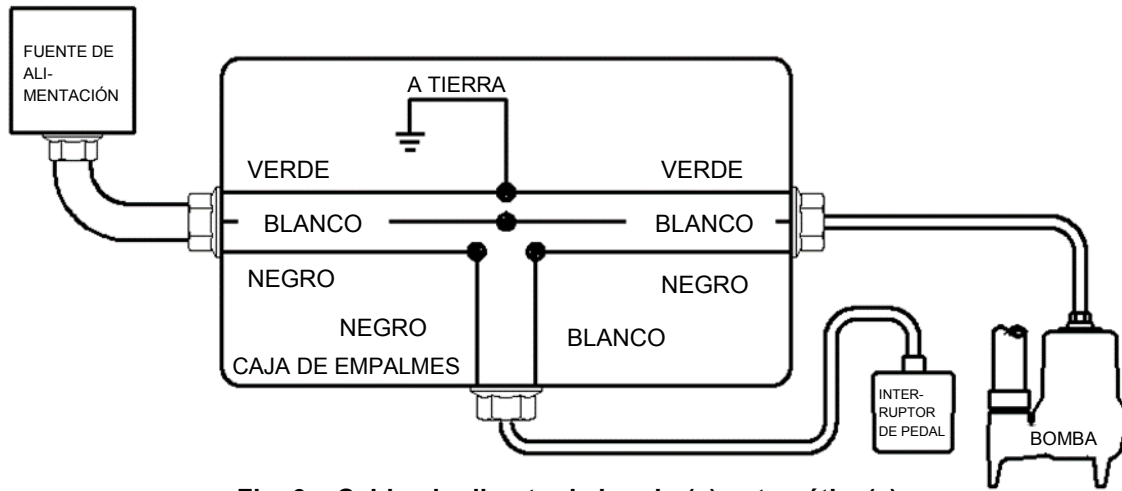 FUENTE DE
ALI-
MENTACIÓN
A TIERRA
VERDE
VERDE
BLANCO
BLANCO
NEGRO
NEGRO
NEGRO
BLANCO
CAJA DE EMPALMES
INTER-
RUPTOR
DE PEDAL
BOMBA